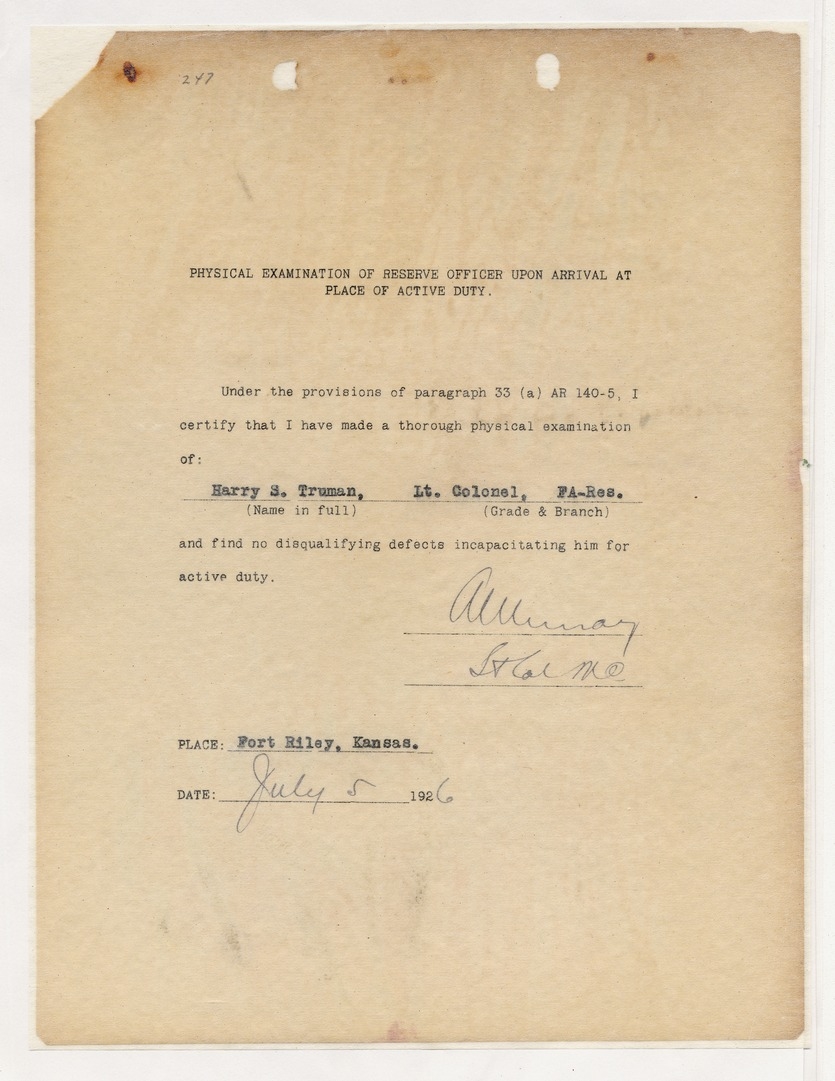 247
PHYSICAL EXAMINATION OF RESERVE OFFICER UPON ARRIVAL AT
PLACE OF ACTIVE DUTY.
Under the provisions of paragraph 33 (a) AR 140-5, I
certify that I have made a thorough physical examination
of:
Harry S. Truman, Lt. Colonel, FA-Res.
(Name in full) (Grade & Branch)
and find no disqualifying defects incapacitating him for
active duty.
Lt Col MC
PLACE: Fort Riley, Kansas.
DATE: July 5 1926